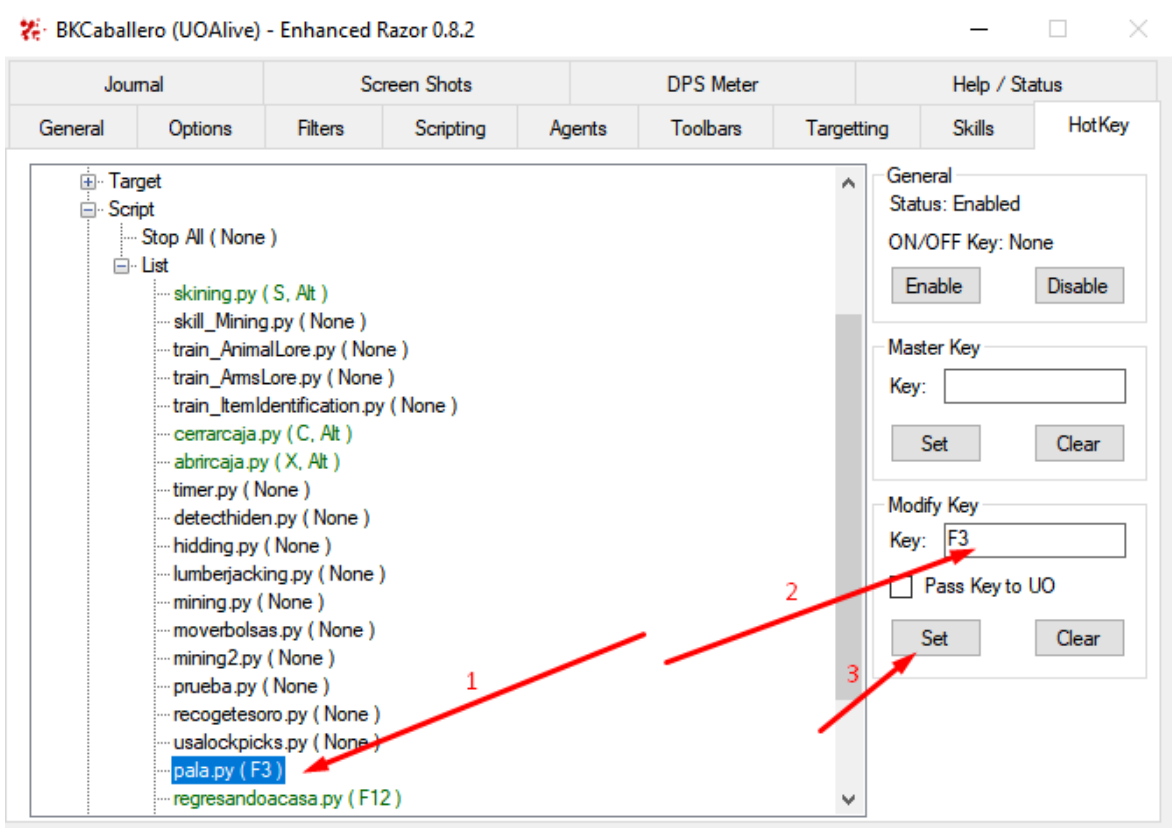 BKCaballero (UOAlive) - Enhanced Razor 0.8.2
Journal Screen Shots DPS Meter Help / Status
General Options Filters Scripting Agents Toolbars Targetting Skills HotKey
Target
Script
Stop All ( None )
List
skining.py ( S, Alt )
skill_Mining.py ( None )
train_AnimalLore.py ( None )
train_ArmsLore.py ( None )
train_ItemIdentification.py ( None )
cerrarcaja.py ( C, Alt )
abrircaja.py ( X, Alt )
timer.py ( None )
detecthiden.py ( None )
hidding.py ( None )
lumberjacking.py ( None )
mining.py ( None )
moverbolsas.py ( None )
mining2.py ( None )
prueba.py ( None )
recogetesoro.py ( None )
usalockpicks.py ( None )
pala.py ( F3 )
regresandoacasa.py ( F12 )
1
2
3
General
Status: Enabled
ON/OFF Key: None
Enable Disable
Master Key
Key:
Set Clear
Modify Key
Key: F3
Pass Key to UO
Set Clear